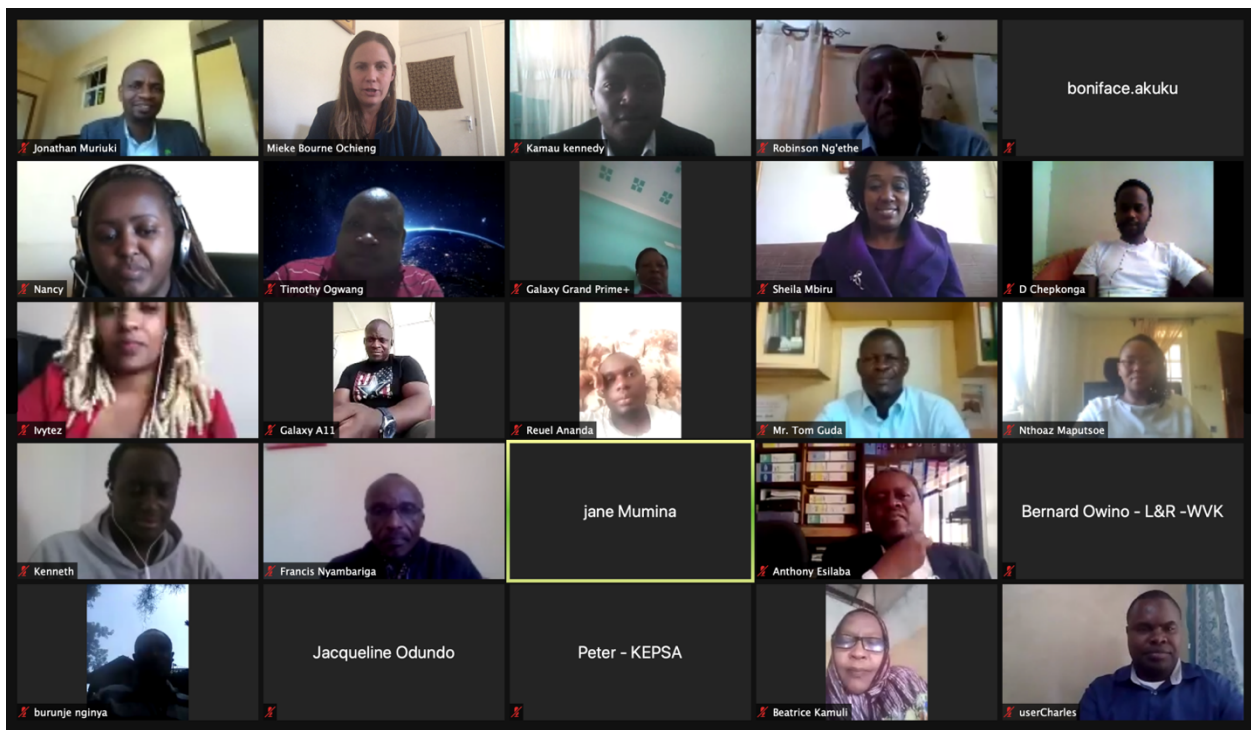 Jonathan Muriuki
Mieke Bourne Ochieng
Kamau kennedy
Robinson Ng'ethe
boniface.akuku
Nancy
Timothy Ogwang
Galaxy Grand Prime+
Sheila Mbiru
D Chepkonga
Ivytez
Galaxy A11
Reuel Ananda
Mr. Tom Guda
Nthoaz Maputsoe
Kenneth
Francis Nyambariga
jane Mumina
Anthony Esilaba
Bernard Owino - L&R -WVK
burunje nginya
Jacqueline Odundo
Peter - KEPSA
Beatrice Kamuli
userCharles